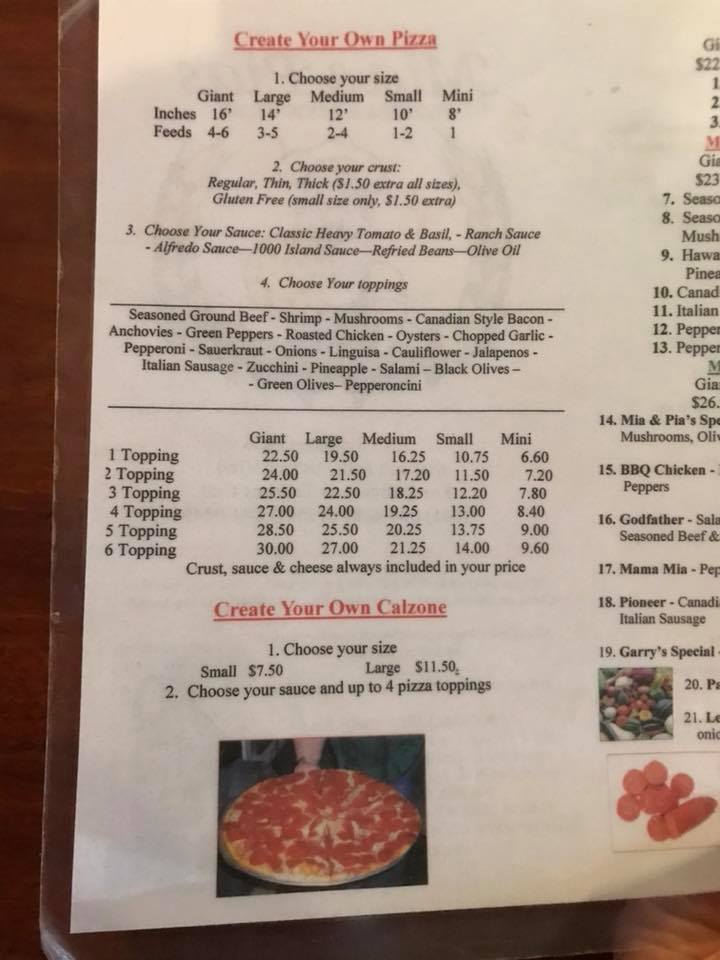 Create Your Own Pizza
1. Choose your size
Giant Large Medium Small Mini
Inches 16' 14' 12' 10' 8'
Feeds 4-6 3-5 2-4 1-2 1
2. Choose your crust:
Regular, Thin, Thick ($1.50 extra all sizes),
Gluten Free (small size only, $1.50 extra)
3. Choose Your Sauce: Classic Heavy Tomato & Basil, - Ranch Sauce
- Alfredo Sauce—1000 Island Sauce—Refried Beans—Olive Oil
4. Choose Your toppings
Seasoned Ground Beef - Shrimp - Mushrooms - Canadian Style Bacon -
Anchovies - Green Peppers - Roasted Chicken - Oysters - Chopped Garlic -
Pepperoni - Sauerkraut - Onions - Linguisa - Cauliflower - Jalapenos -
Italian Sausage - Zucchini - Pineapple - Salami – Black Olives –
- Green Olives– Pepperoncini
Giant Large Medium Small Mini
1 Topping 22.50 19.50 16.25 10.75 6.60
2 Topping 24.00 21.50 17.20 11.50 7.20
3 Topping 25.50 22.50 18.25 12.20 7.80
4 Topping 27.00 24.00 19.25 13.00 8.40
5 Topping 28.50 25.50 20.25 13.75 9.00
6 Topping 30.00 27.00 21.25 14.00 9.60
Crust, sauce & cheese always included in your price
Create Your Own Calzone
1. Choose your size
Small $7.50 Large $11.50,
2. Choose your sauce and up to 4 pizza toppings
Gi
$22
1
2
3
M
Gia
$23
7. Seaso
8. Seaso
Mush
9. Hawa
Pinea
10. Canad
11. Italian
12. Pepper
13. Pepper
M
Gia
$26.
14. Mia & Pia's Spe
Mushrooms, Oliv
15. BBQ Chicken -
Peppers
16. Godfather - Sala
Seasoned Beef &
17. Mama Mia - Pep
18. Pioneer - Canadi
Italian Sausage
19. Garry's Special -
20. Pa
21. Le
onic